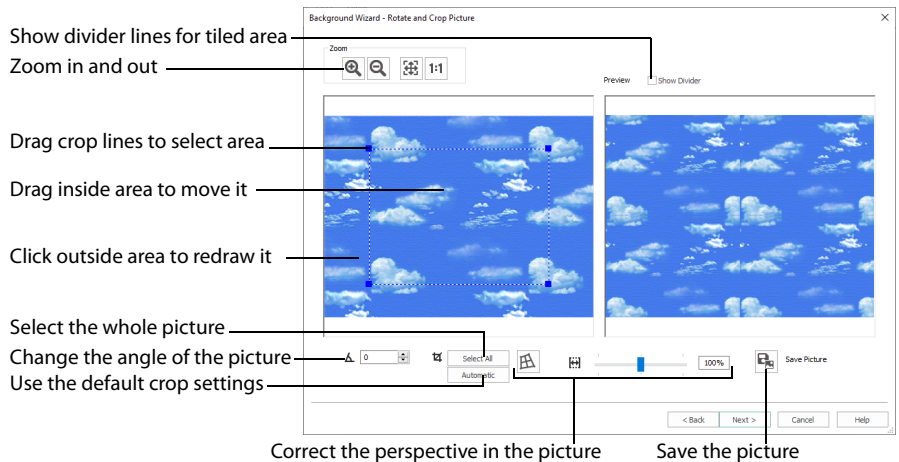 Background Wizard - Rotate and Crop Picture
Show divider lines for tiled area
Zoom in and out
Zoom
1:1
Preview
Show Divider
Drag crop lines to select area
Drag inside area to move it
Click outside area to redraw it
Select the whole picture
Change the angle of the picture
Use the default crop settings
0
Select All
Automatic
100%
Save Picture
< Back
Next >
Cancel
Help
Correct the perspective in the picture
Save the picture